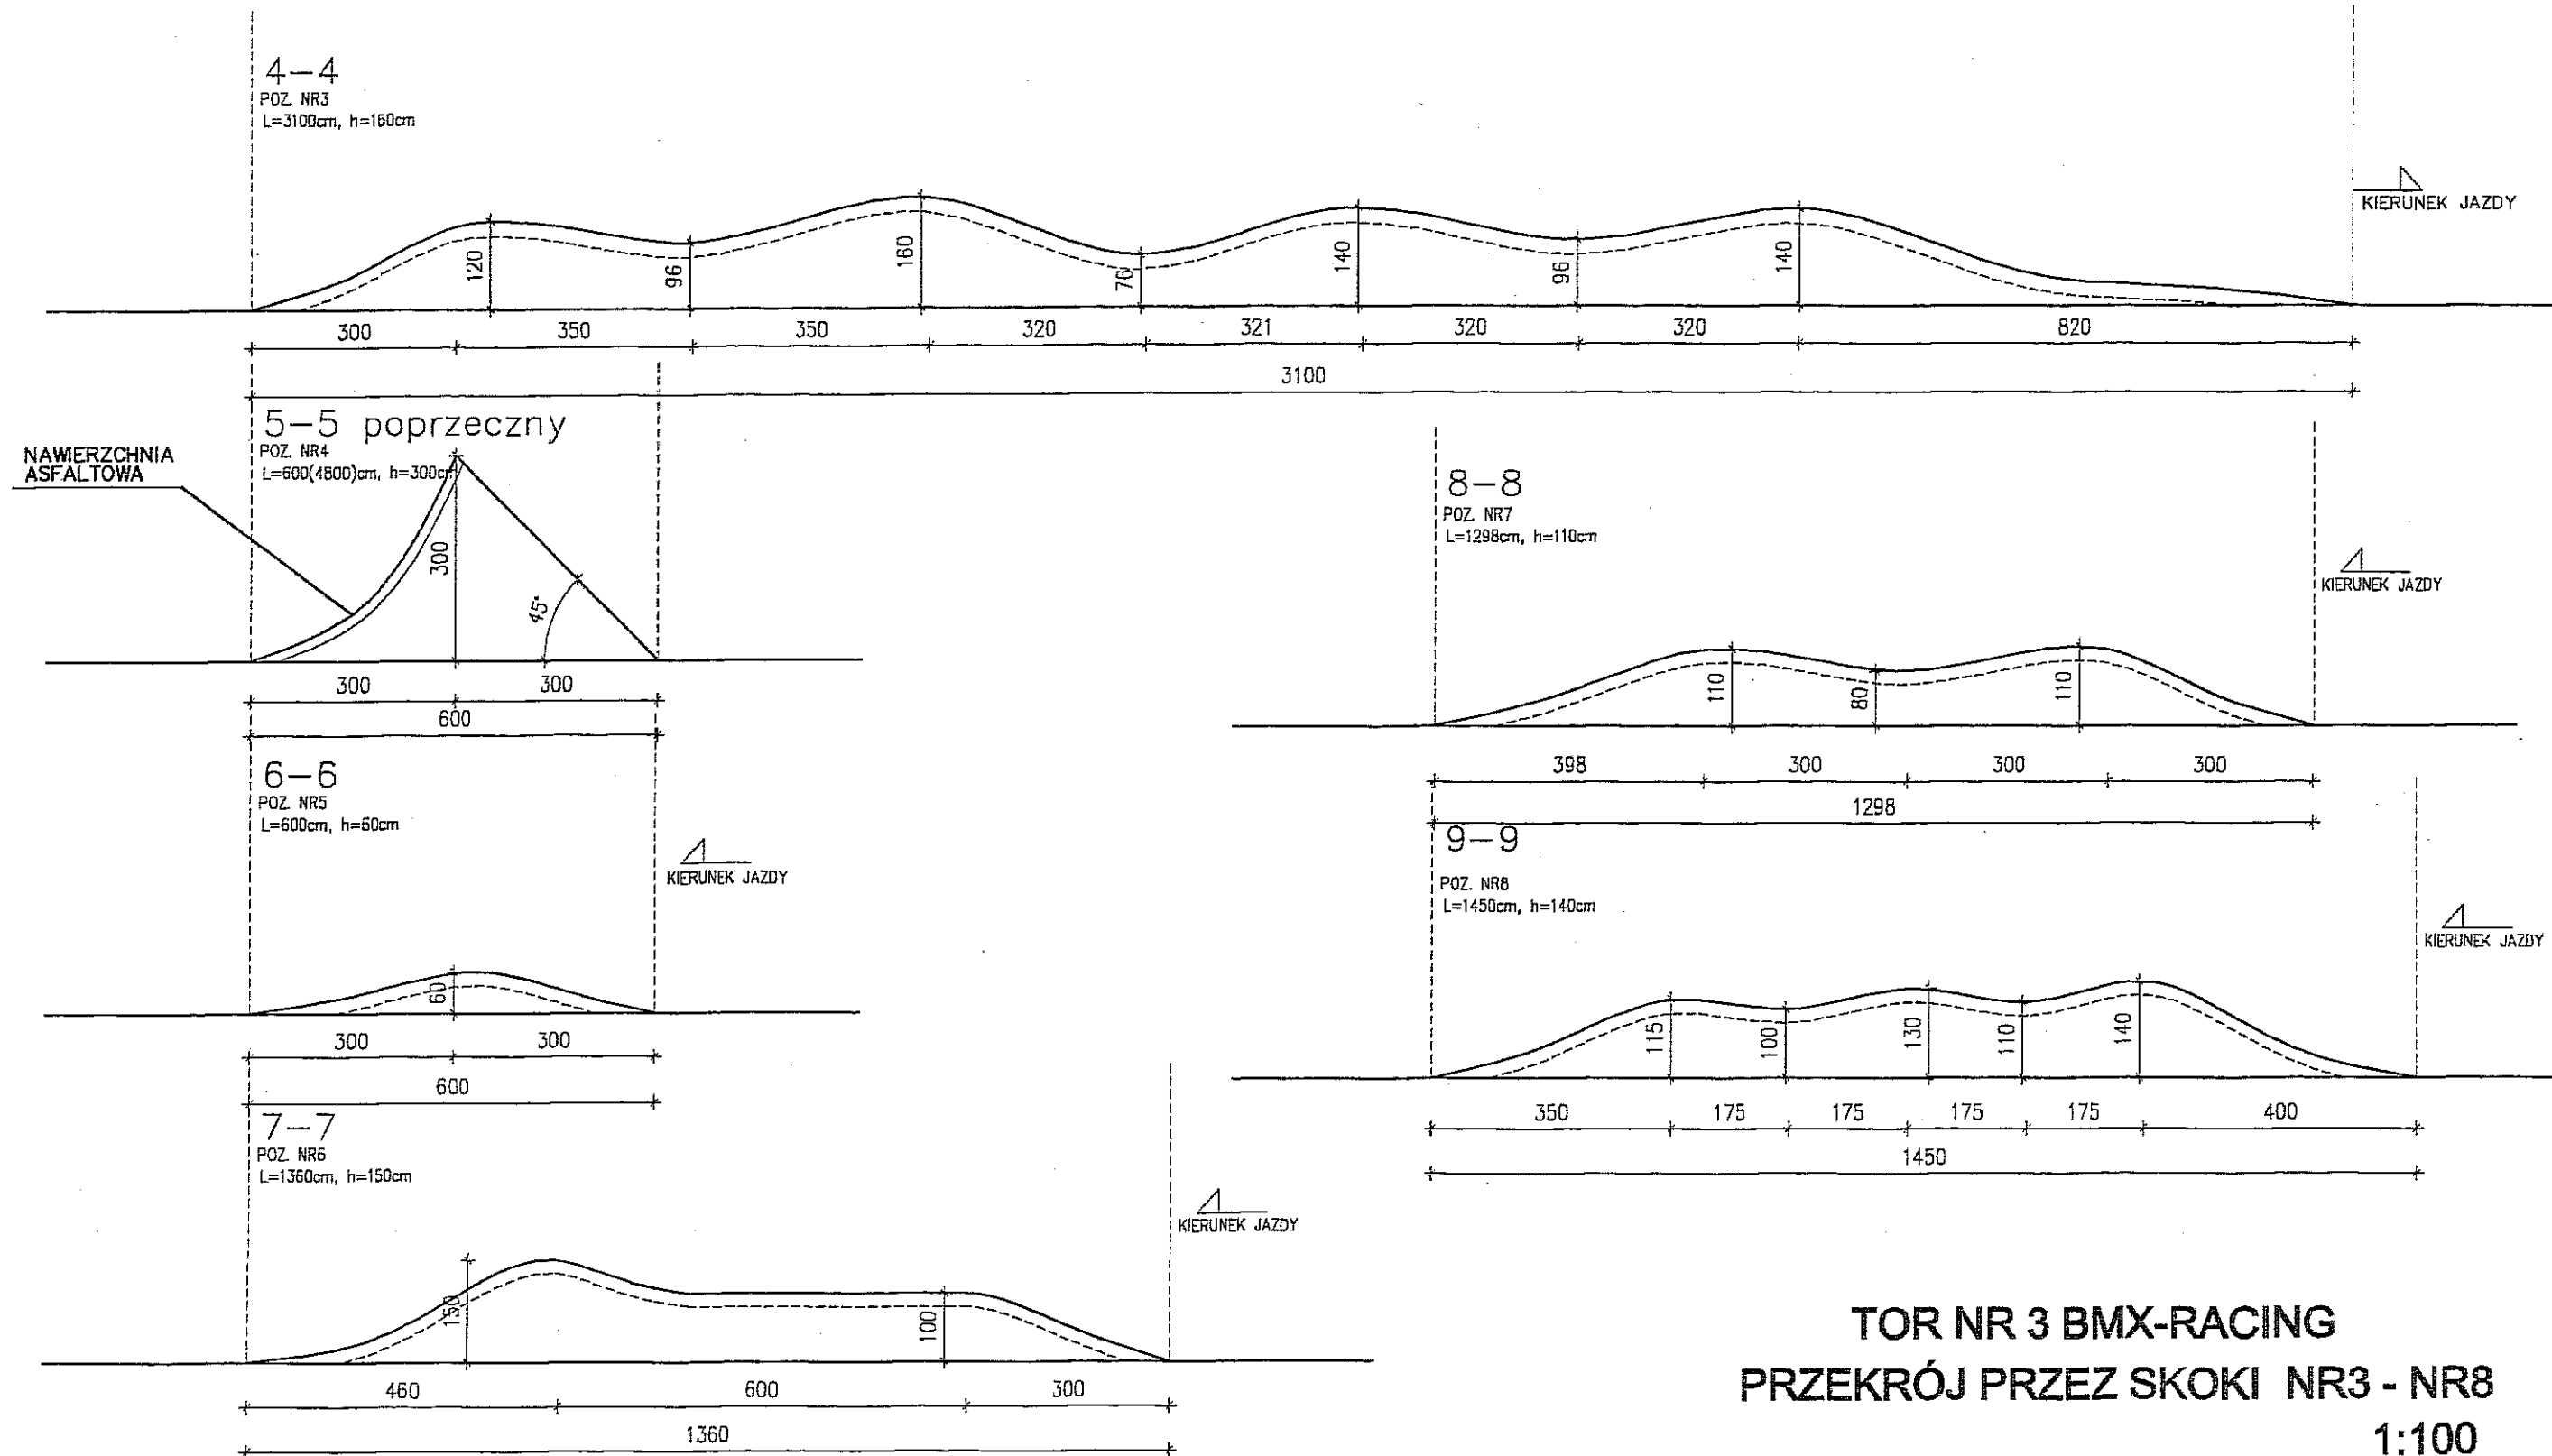 4-4
POZ. NR3
L=3100cm, h=160cm
KIERUNEK JAZDY
120
96
160
76
140
96
140
300 350 350 320 321 320 320 820
3100
5-5 poprzeczny
POZ. NR4
L=600(4800)cm, h=300cm
NAWIERZCHNIA
ASFALTOWA
300
45°
300 300
600
6-6
POZ. NR5
L=600cm, h=60cm
KIERUNEK JAZDY
60
300 300
600
7-7
POZ. NR6
L=1360cm, h=150cm
KIERUNEK JAZDY
150
100
460 600 300
1360
8-8
POZ. NR7
L=1298cm, h=110cm
KIERUNEK JAZDY
110
80
110
398 300 300 300
1298
9-9
POZ. NR8
L=1450cm, h=140cm
KIERUNEK JAZDY
115
100
130
110
140
350 175 175 175 175 400
1450
TOR NR 3 BMX-RACING
PRZEKRÓJ PRZEZ SKOKI NR3 - NR8
1:100